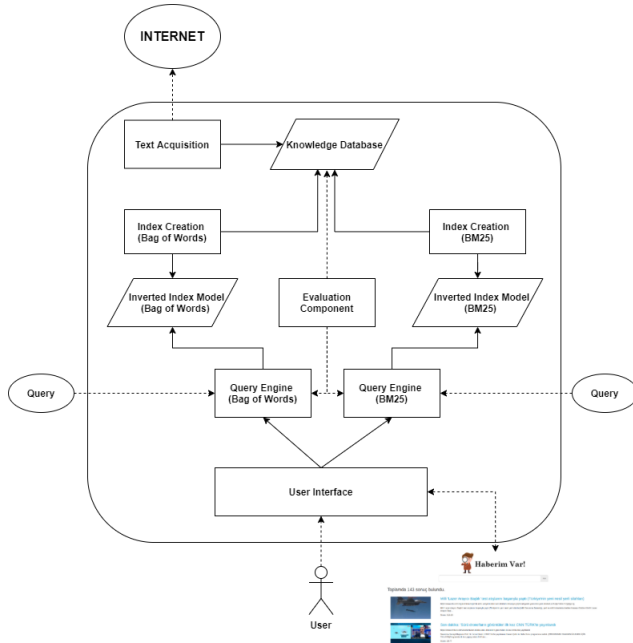 INTERNET
Text Acquisition
Knowledge Database
Index Creation
(Bag of Words)
Index Creation
(BM25)
Inverted Index Model
(Bag of Words)
Evaluation
Component
Inverted Index Model
(BM25)
Query
Query Engine
(Bag of Words)
Query Engine
(BM25)
Query
User Interface
Haberim Var!
User